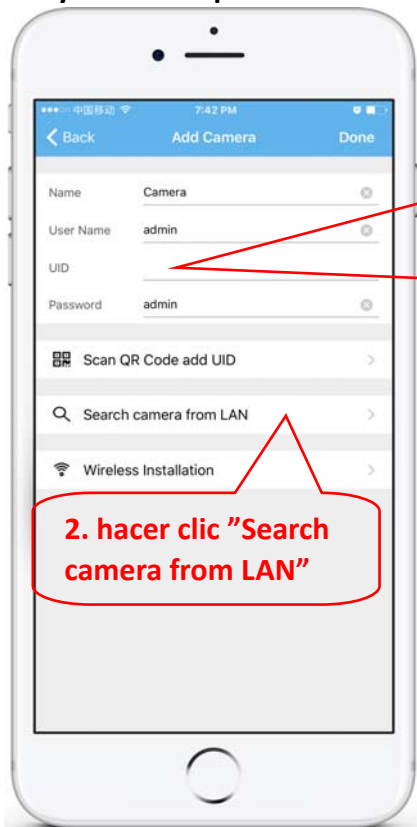 中国移动 7:42 PM
Back Add Camera Done
Name Camera
User Name admin
UID
Password admin
Scan QR Code add UID
Search camera from LAN
Wireless Installation
2. hacer clic ”Search
camera from LAN”